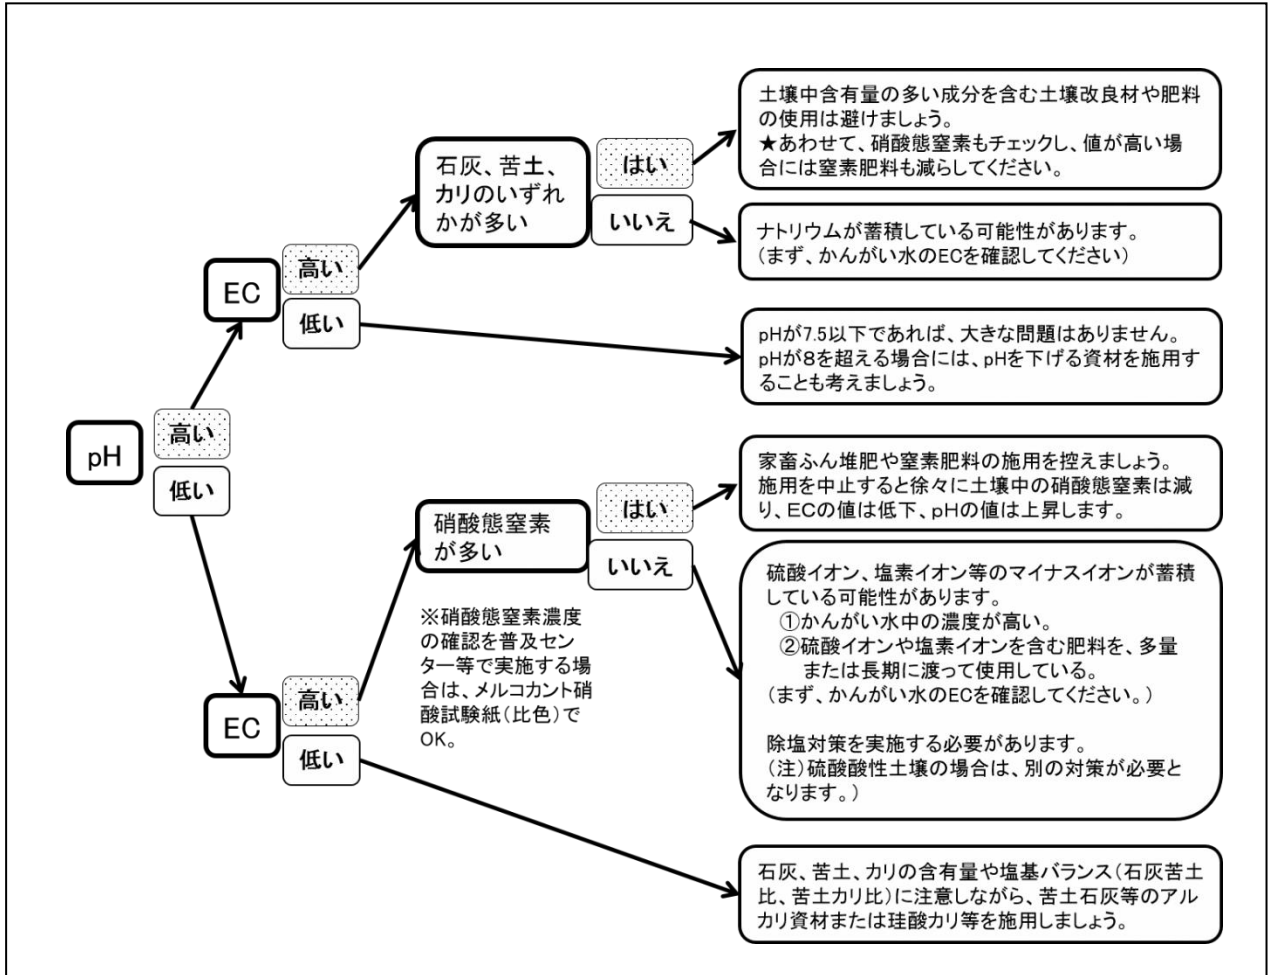 土壌中含有量の多い成分を含む土壌改良材や肥料
の使用は避けましょう。
★あわせて、硝酸態窒素もチェックし、値が高い場
合には窒素肥料も減らしてください。
石灰、苦土、
カリのいずれ
かが多い
はい
いいえ
ナトリウムが蓄積している可能性があります。
(まず、かんがい水のECを確認してください)
EC
高い
低い
pHが7.5以下であれば、大きな問題はありません。
pHが8を超える場合には、pHを下げる資材を施用す
ることも考えましょう。
pH
高い
低い
家畜ふん堆肥や窒素肥料の施用を控えましょう。
施用を中止すると徐々に土壌中の硝酸態窒素は減
り、ECの値は低下、pHの値は上昇します。
硝酸態窒素
が多い
はい
いいえ
※硝酸態窒素濃度
の確認を普及セン
ター等で実施する場
合は、メルコカント硝
酸試験紙(比色)で
OK。
硫酸イオン、塩素イオン等のマイナスイオンが蓄積
している可能性があります。
①かんがい水中の濃度が高い。
②硫酸イオンや塩素イオンを含む肥料を、多量
または長期に渡って使用している。
(まず、かんがい水のECを確認してください。)
除塩対策を実施する必要があります。
(注)硫酸酸性土壌の場合は、別の対策が必要と
なります。)
EC
高い
低い
石灰、苦土、カリの含有量や塩基バランス(石灰苦土
比、苦土カリ比)に注意しながら、苦土石灰等のアル
カリ資材または珪酸カリ等を施用しましょう。